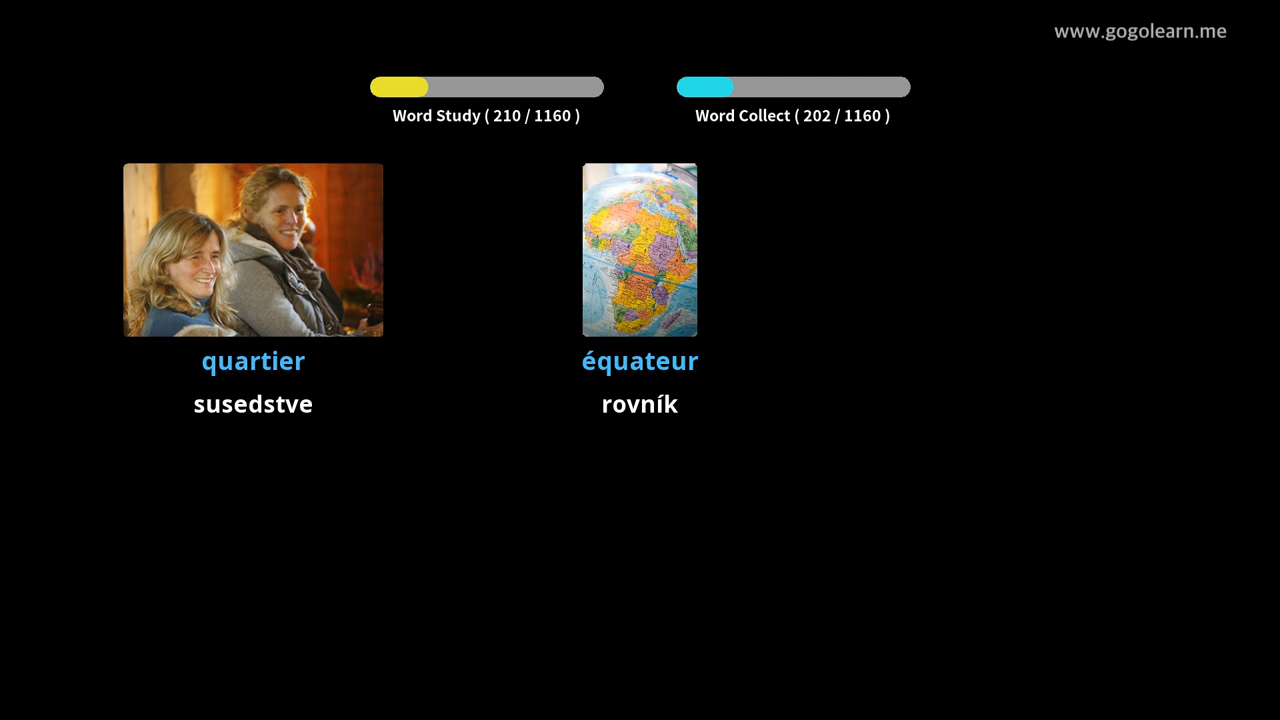 www.gogolearn.me
Word Study ( 210 / 1160 )
Word Collect ( 202 / 1160 )
quartier
équateur
susedstve
rovník